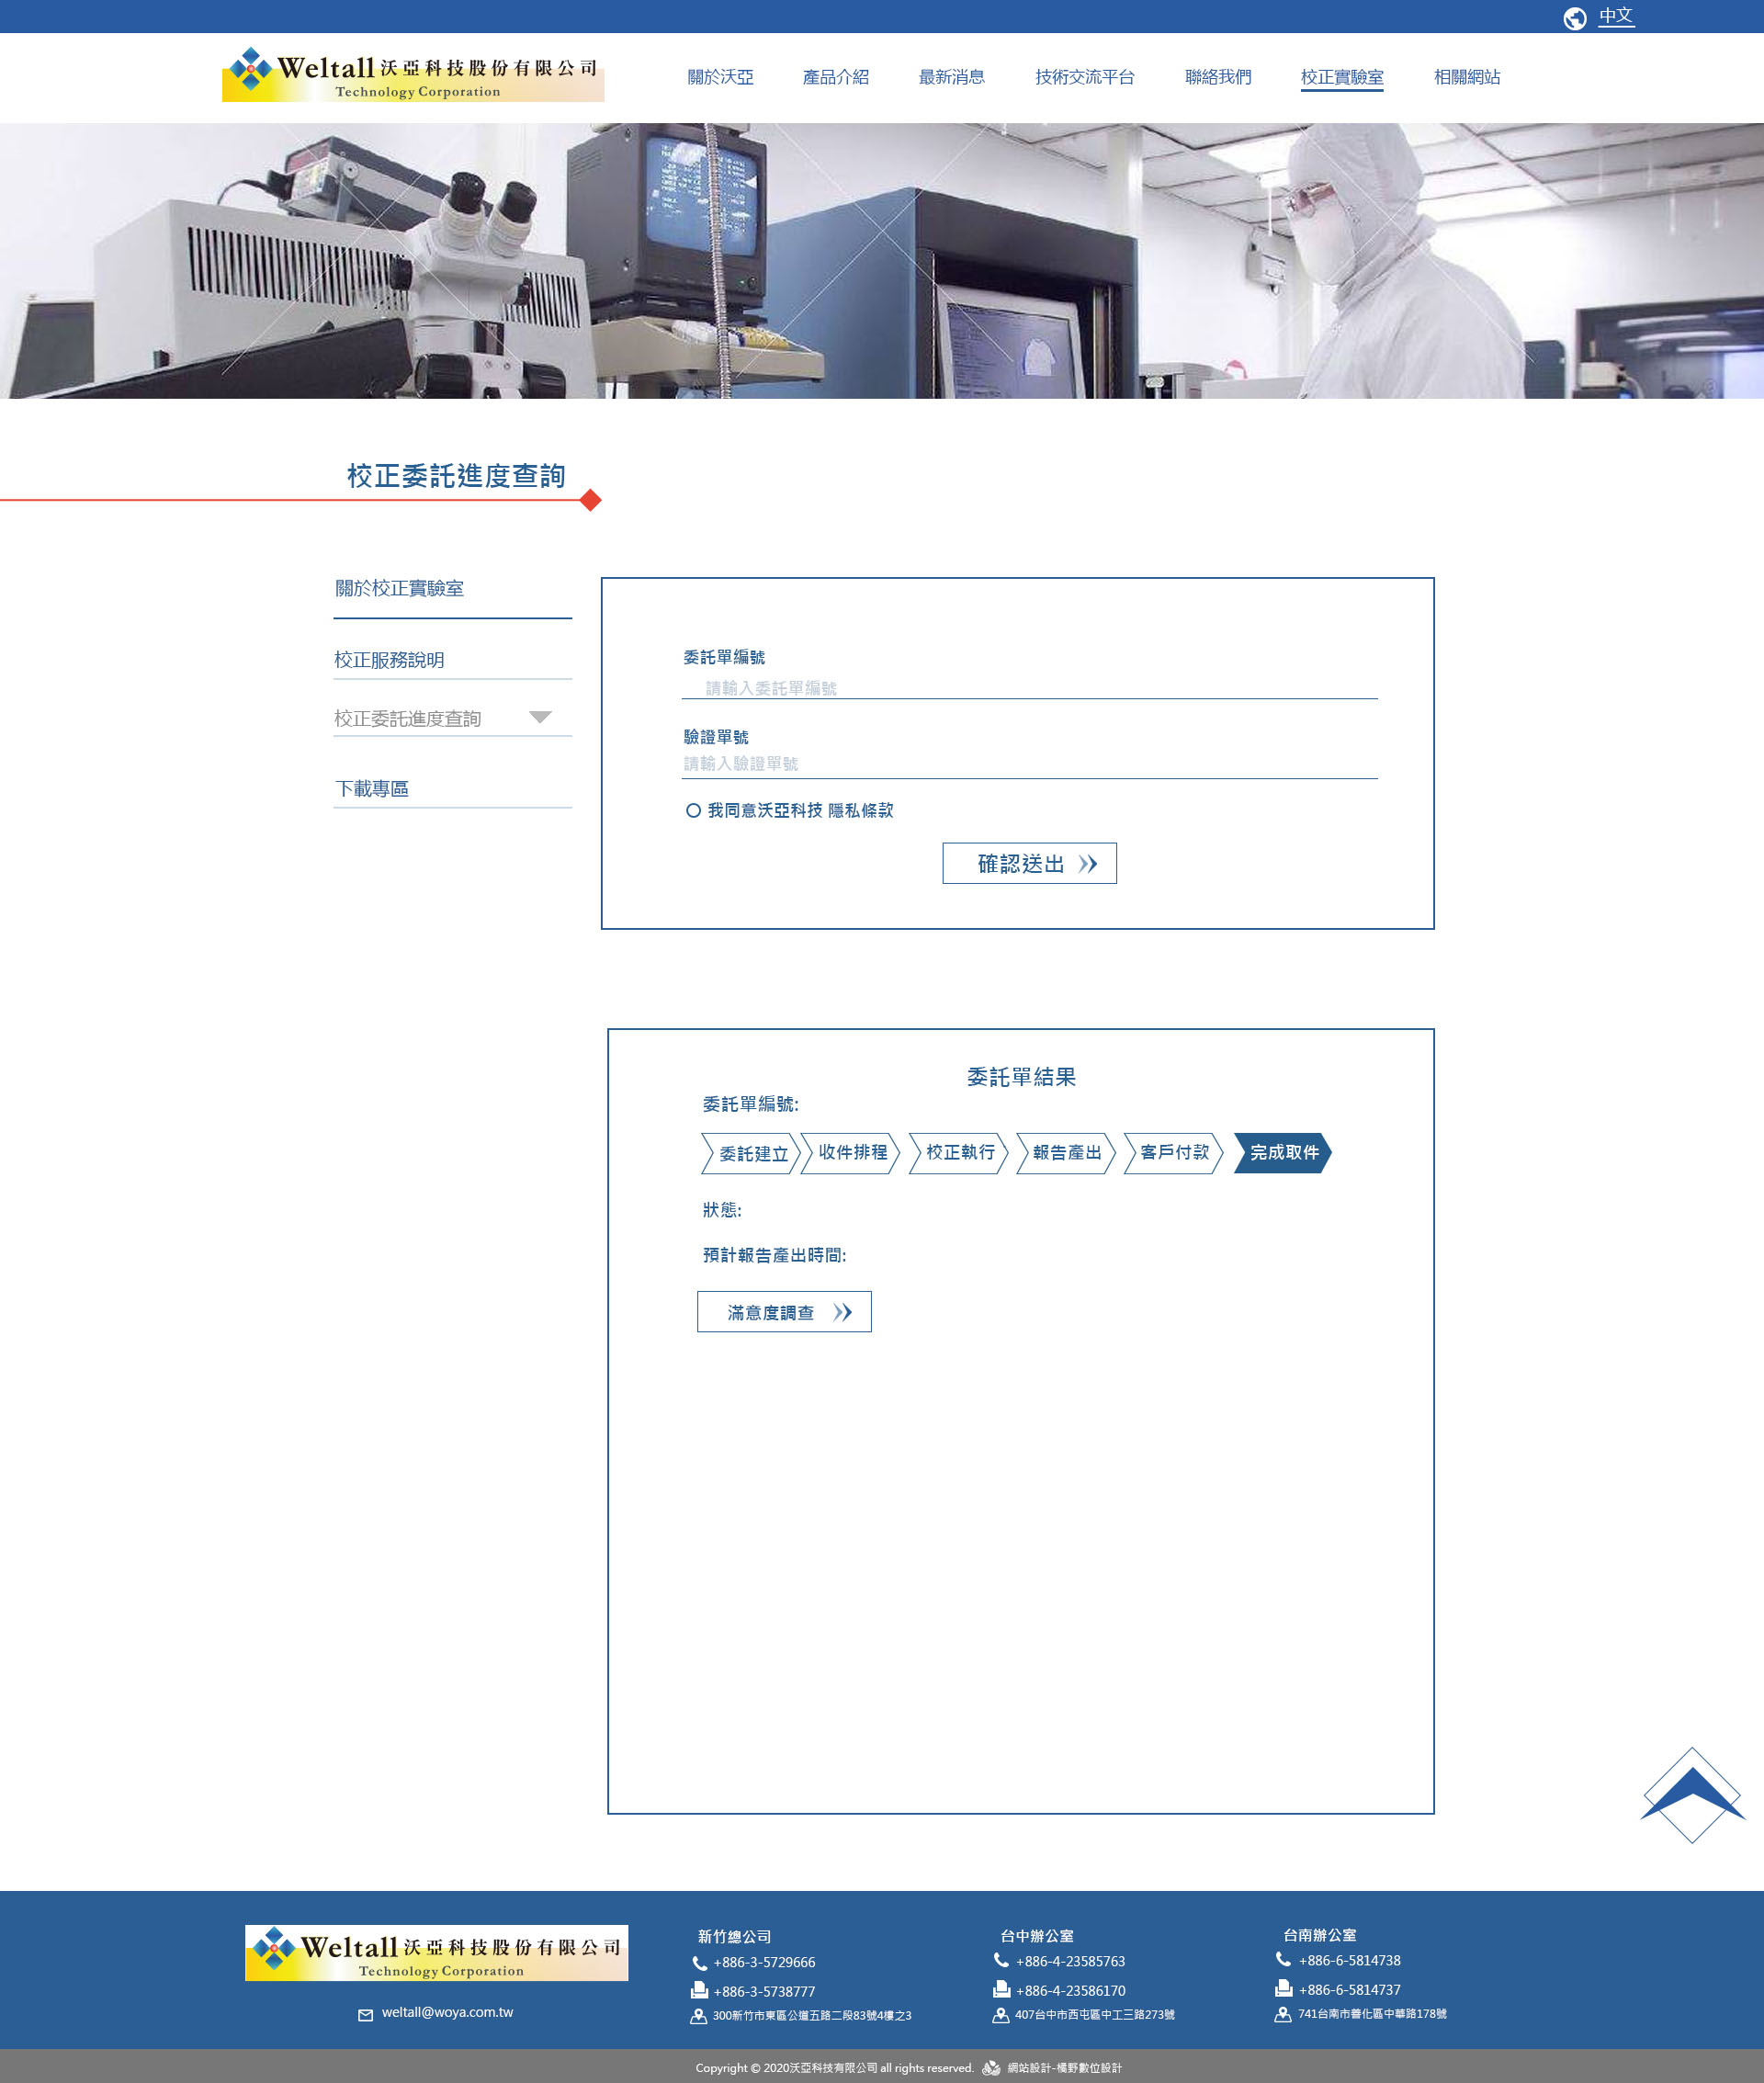 中文
Weltall 沃亞科技股份有限公司
Technology Corporation
關於沃亞 產品介紹 最新消息 技術交流平台 聯絡我們 校正實驗室 相關網站
校正委託進度查詢
關於校正實驗室
校正服務說明
校正委託進度查詢
下載專區
委託單編號
請輸入委託單編號
驗證單號
請輸入驗證單號
我同意沃亞科技 隱私條款
確認送出
委託單結果
委託單編號:
委託建立 收件排程 校正執行 報告產出 客戶付款 完成取件
狀態:
預計報告產出時間:
滿意度調查
Weltall 沃亞科技股份有限公司
Technology Corporation
weltall@woya.com.tw
新竹總公司
+886-3-5729666
+886-3-5738777
300新竹市東區公道五路二段83號4樓之3
台中辦公室
+886-4-23585763
+886-4-23586170
407台中市西屯區中工三路273號
台南辦公室
+886-6-5814738
+886-6-5814737
741台南市善化區中華路178號
Copyright © 2020沃亞科技有限公司 all rights reserved. 網站設計-橘野數位設計